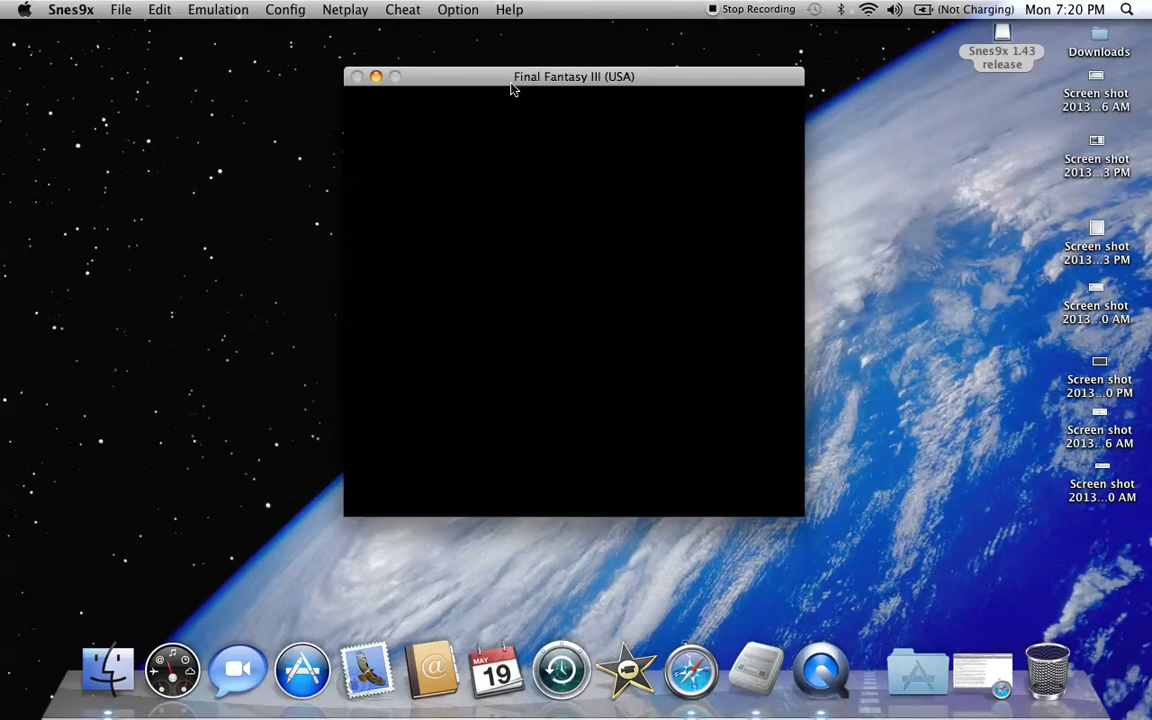 Snes9x File Edit Emulation Config Netplay Cheat Option Help Stop Recording (Not Charging) Mon 7:20 PM
Final Fantasy III (USA)
Snes9x 1.43
release
Downloads
Screen shot
2013...6 AM
Screen shot
2013...3 PM
Screen shot
2013...3 PM
Screen shot
2013...0 AM
Screen shot
2013...0 PM
Screen shot
2013...6 AM
Screen shot
2013...0 AM
MAY
19